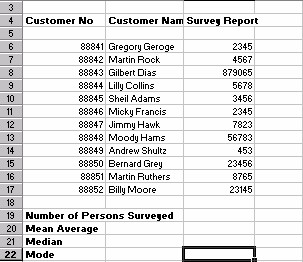 3
4 Customer No Customer Nam Survey Report
5
6 88841 Gregory Geroge 2345
7 88842 Martin Rock 4567
8 88843 Gilbert Dias 879065
9 88844 Lilly Collins 5678
10 88845 Sheil Adams 3456
11 88846 Micky Francis 2345
12 88847 Jimmy Hawk 7823
13 88848 Moody Hams 56783
14 88849 Andrew Shultz 453
15 88850 Bernard Grey 23456
16 88851 Martin Ruthers 8765
17 88852 Billy Moore 23145
18
19 Number of Persons Surveyed
20 Mean Average
21 Median
22 Mode